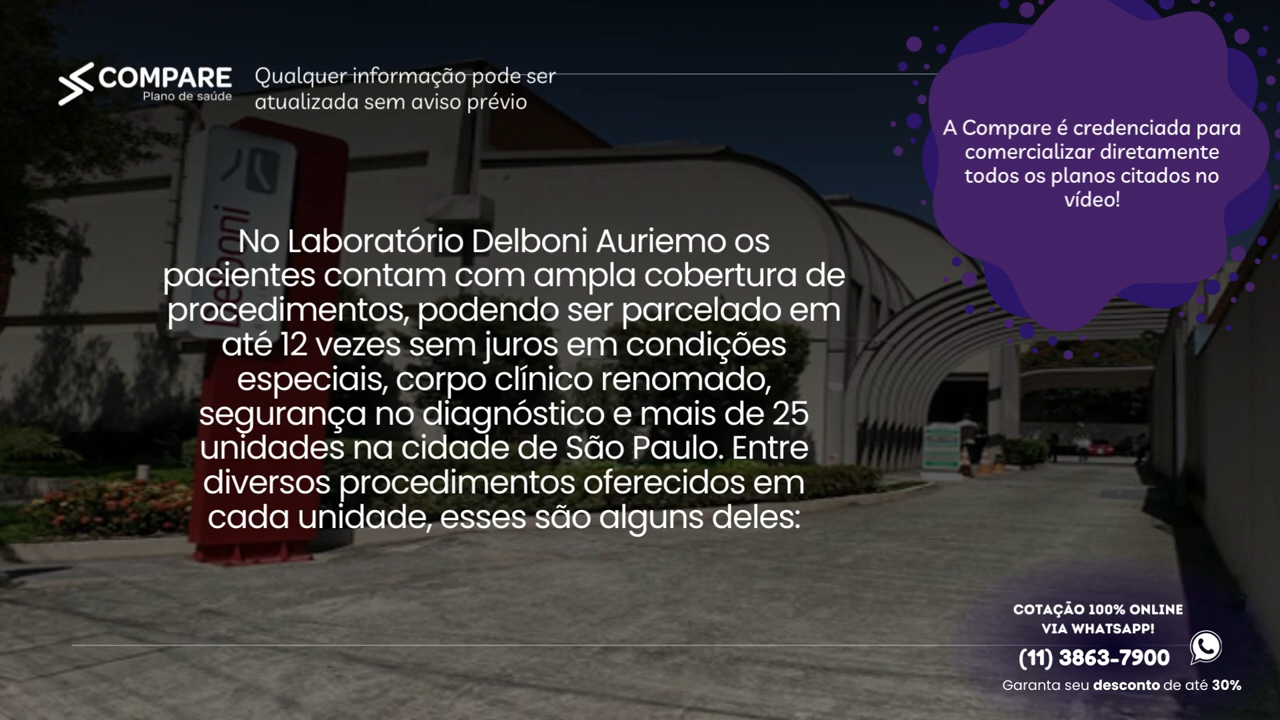 COMPARE
Plano de saúde
Qualquer informação pode ser
atualizada sem aviso prévio
A Compare é credenciada para
comercializar diretamente
todos os planos citados no
vídeo!
Delboni
No Laboratório Delboni Auriemo os
pacientes contam com ampla cobertura de
procedimentos, podendo ser parcelado em
até 12 vezes sem juros em condições
especiais, corpo clínico renomado,
segurança no diagnóstico e mais de 25
unidades na cidade de São Paulo. Entre
diversos procedimentos oferecidos em
cada unidade, esses são alguns deles:
COTAÇÃO 100% ONLINE
VIA WHATSAPP!
(11) 3863-7900
Garanta seu desconto de até 30%